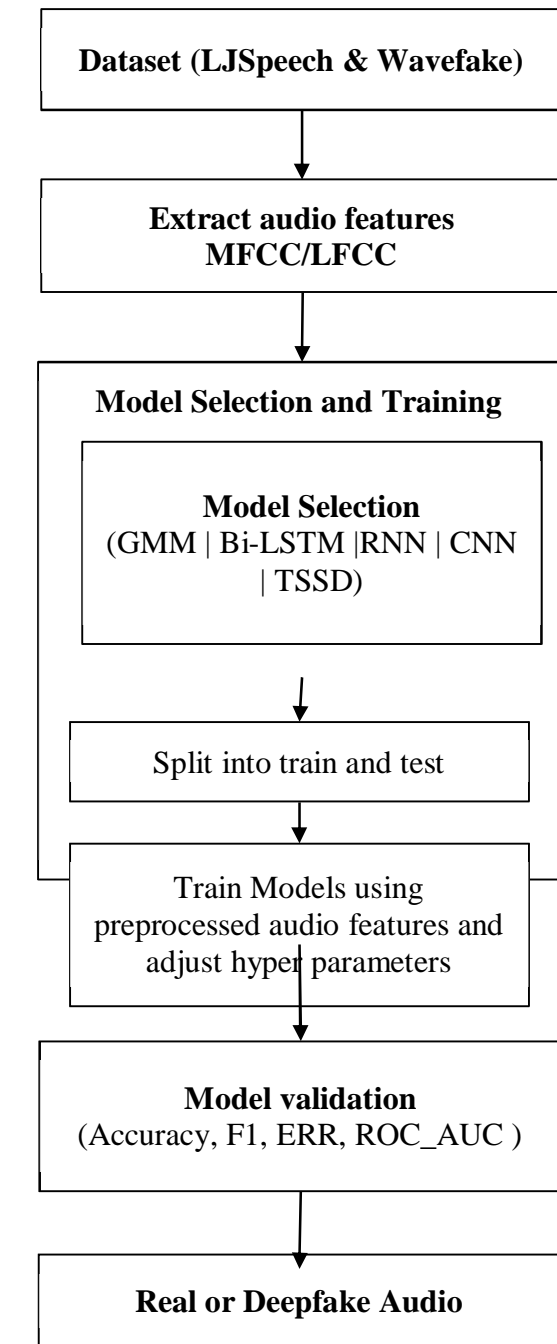 Dataset (LJSpeech & Wavefake)
Extract audio features
MFCC/LFCC
Model Selection and Training
Model Selection
(GMM | Bi-LSTM |RNN | CNN
| TSSD)
Split into train and test
Train Models using
preprocessed audio features and
adjust hyper parameters
Model validation
(Accuracy, F1, ERR, ROC_AUC )
Real or Deepfake Audio